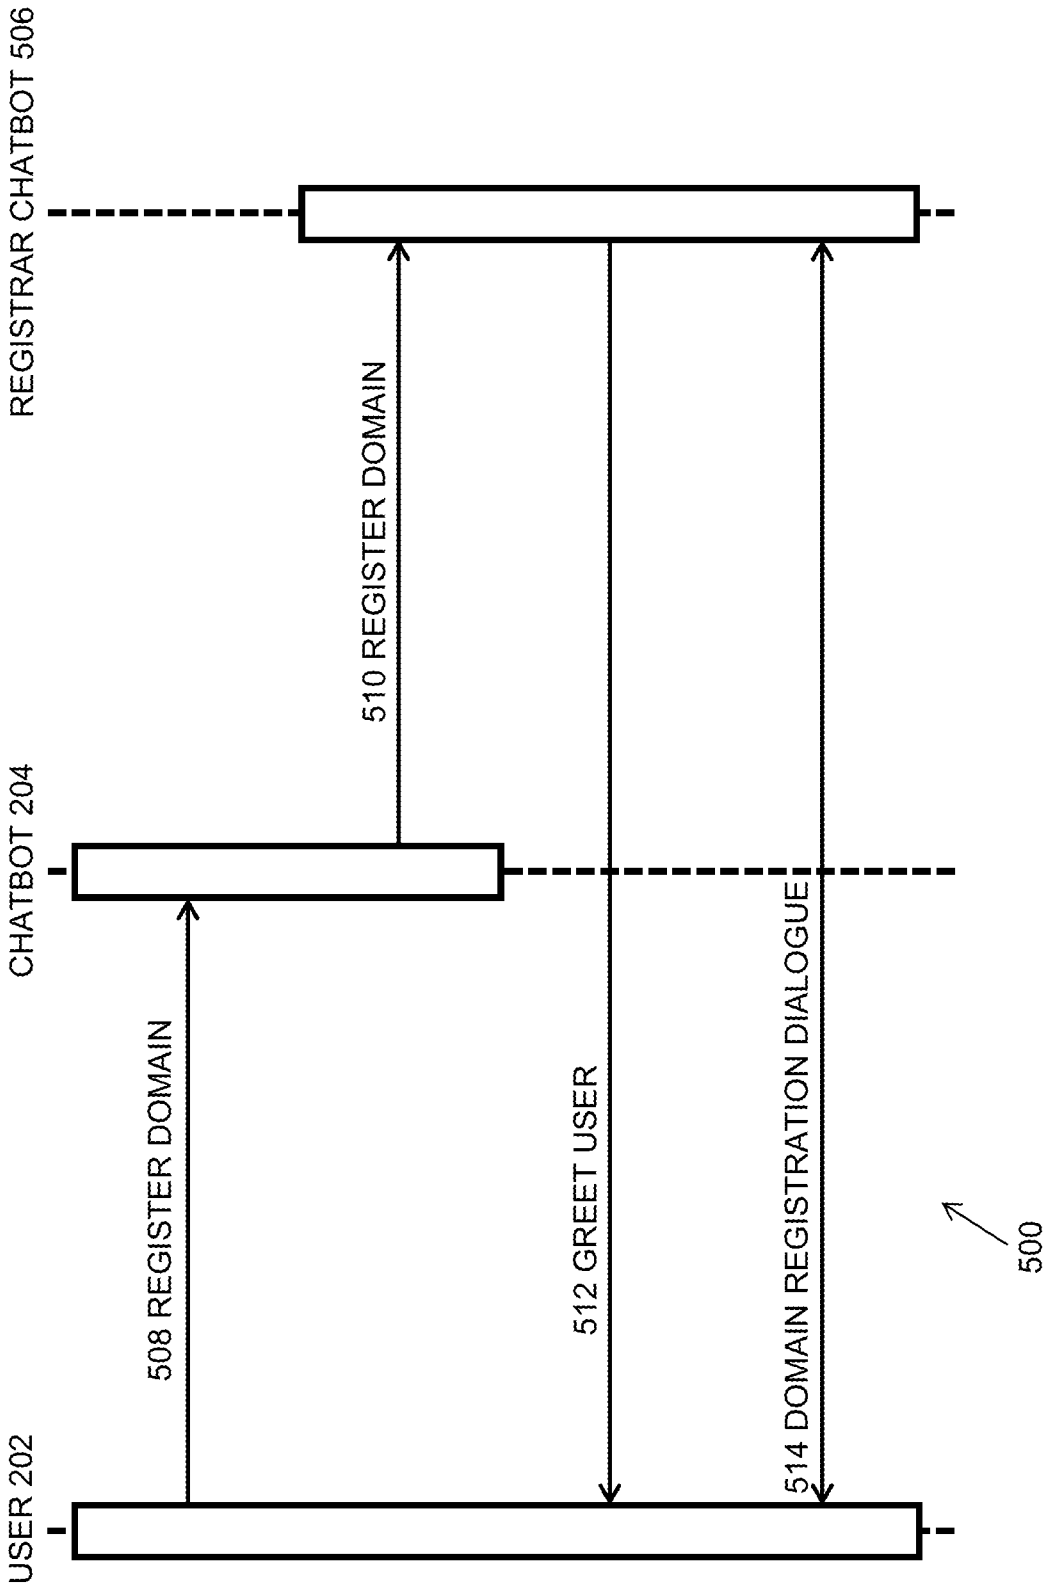 USER 202
CHATBOT 204
REGISTRAR CHATBOT 506
508 REGISTER DOMAIN
510 REGISTER DOMAIN
512 GREET USER
514 DOMAIN REGISTRATION DIALOGUE
500